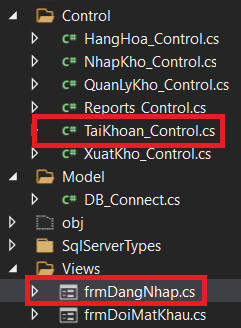 Control
C# HangHoa_Control.cs
C# NhapKho_Control.cs
C# QuanLyKho_Control.cs
C# Reports_Control.cs
C# TaiKhoan_Control.cs
C# XuatKho_Control.cs
Model
C# DB_Connect.cs
obj
SqlServerTypes
Views
frmDangNhap.cs
frmDoiMatKhau.cs